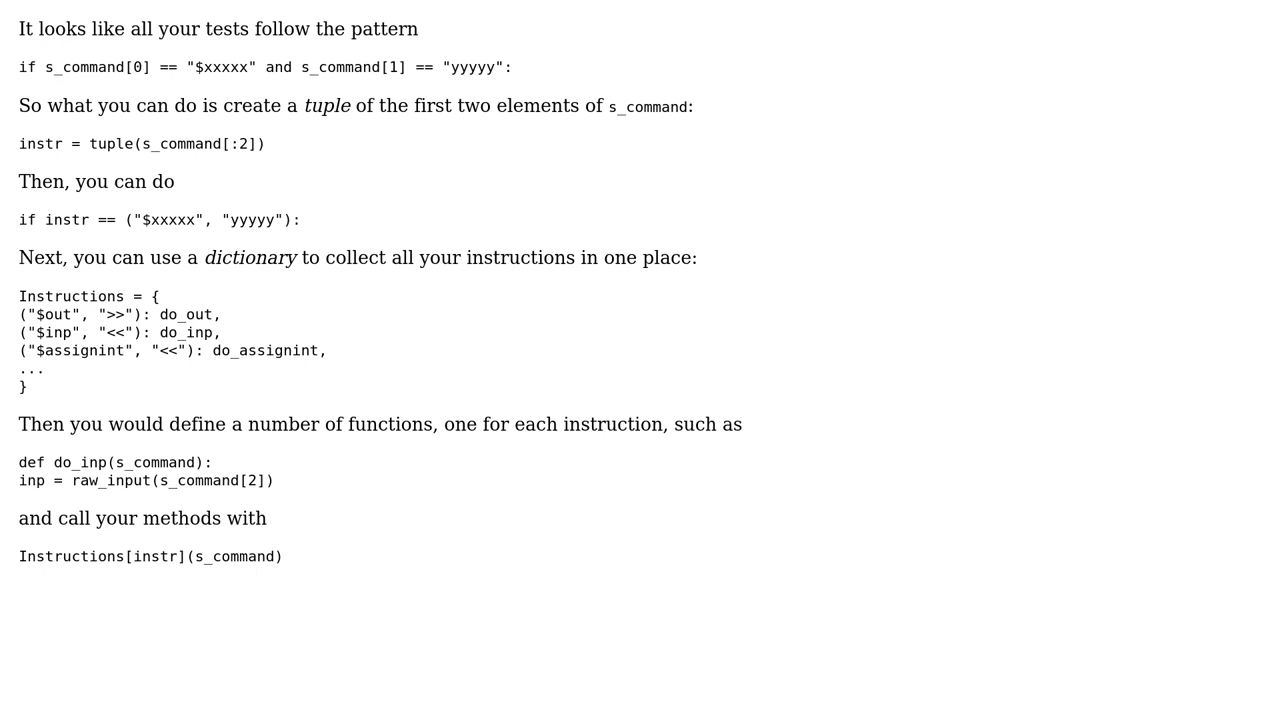 It looks like all your tests follow the pattern
if s_command[0] == "$xxxxx" and s_command[1] == "yyyyy":
So what you can do is create a tuple of the first two elements of s_command:
instr = tuple(s_command[:2])
Then, you can do
if instr == ("$xxxxx", "yyyyy"):
Next, you can use a dictionary to collect all your instructions in one place:
Instructions = {
("$out", ">>"): do_out,
("$inp", "<<"): do_inp,
("$assignint", "<<"): do_assignint,
...
}
Then you would define a number of functions, one for each instruction, such as
def do_inp(s_command):
inp = raw_input(s_command[2])
and call your methods with
Instructions[instr](s_command)